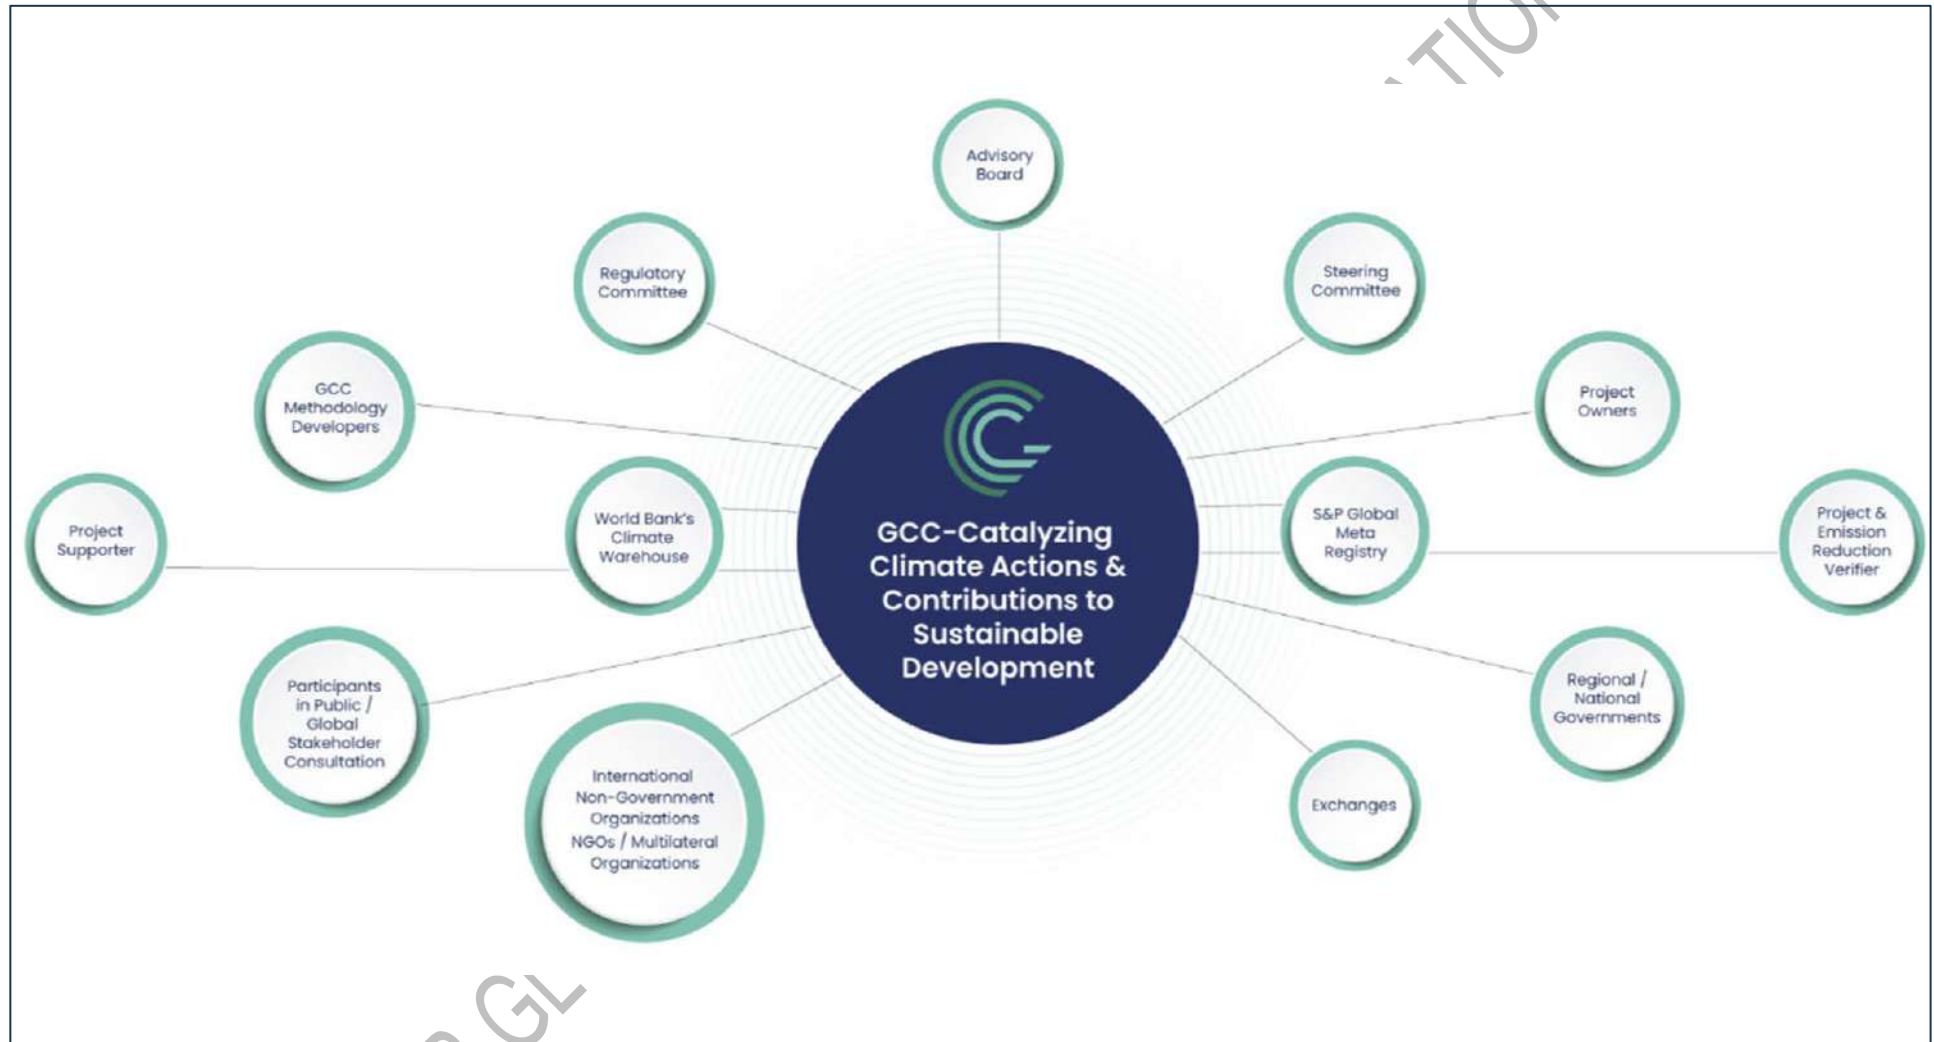 Advisory
Board
Regulatory
Committee
Steering
Committee
GCC
Methodology
Developers
Project
Owners
World Bank's
Climate
Warehouse
S&P Global
Meta
Registry
Project
Supporter
Project &
Emission
Reduction
Verifier
GCC-Catalyzing
Climate Actions &
Contributions to
Sustainable
Development
Participants
in Public /
Global
Stakeholder
Consultation
Regional /
National
Governments
International
Non-Government
Organizations
NGOs / Multilateral
Organizations
Exchanges